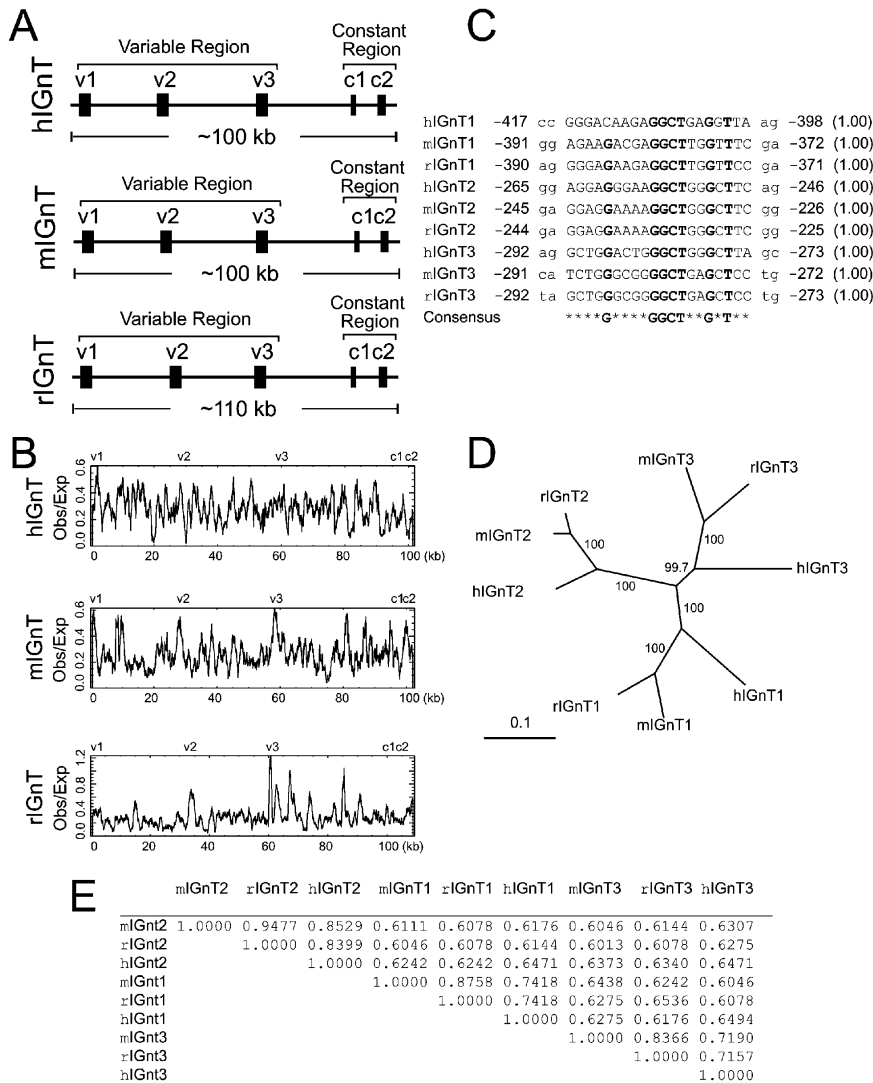 A
hIGnT
Variable Region
Constant
Region
v1 v2 v3 c1 c2
~100 kb
mIGnT
Variable Region
Constant
Region
v1 v2 v3 c1c2
~100 kb
rIGnT
Variable Region
Constant
Region
v1 v2 v3 c1c2
~110 kb
C
hIGnT1 -417 cc GGGACAAGAGGCTGAGGTTA ag -398 (1.00)
mIGnT1 -391 gg AGAAGACGAGGCTTGGTTTC ga -372 (1.00)
rIGnT1 -390 ag GGGAGAAGAGGCTTGGTTCC ga -371 (1.00)
hIGnT2 -265 gg AGGAGGGAAGGCTGGGCTTC ag -246 (1.00)
mIGnT2 -245 ga GGAGGAAAAGGCTGGGCTTC gg -226 (1.00)
rIGnT2 -244 ga GGAGGAAAAGGCTGGGCTTC gg -225 (1.00)
hIGnT3 -292 ag GCTGGACTGGGCTGGGCTTA gc -273 (1.00)
mIGnT3 -291 ca TCTGGGCGGGGCTGAGCTCC tg -272 (1.00)
rIGnT3 -292 ta GCTGGGCGGGGCTGAGCTCC tg -273 (1.00)
Consensus ****G****GGCT**G*T**
B
hIGnT
Obs/Exp
v1 v2 v3 c1 c2
0.6
0.4
0.2
0.0
0 20 40 60 80 100 (kb)
mIGnT
Obs/Exp
v1 v2 v3 c1c2
0.6
0.4
0.2
0.0
0 20 40 60 80 100 (kb)
rIGnT
Obs/Exp
v1 v2 v3 c1c2
1.2
0.8
0.4
0.0
0 20 40 60 80 100 (kb)
D
mIGnT3
rIGnT3
rIGnT2
mIGnT2
100
100
99.7
hIGnT3
hIGnT2
100
100
100
rIGnT1
hIGnT1
mIGnT1
0.1
E
mIGnT2 rIGnT2 hIGnT2 mIGnT1 rIGnT1 hIGnT1 mIGnT3 rIGnT3 hIGnT3
mIGnt2 1.0000 0.9477 0.8529 0.6111 0.6078 0.6176 0.6046 0.6144 0.6307
rIGnt2 1.0000 0.8399 0.6046 0.6078 0.6144 0.6013 0.6078 0.6275
hIGnt2 1.0000 0.6242 0.6242 0.6471 0.6373 0.6340 0.6471
mIGnt1 1.0000 0.8758 0.7418 0.6438 0.6242 0.6046
rIGnt1 1.0000 0.7418 0.6275 0.6536 0.6078
hIGnt1 1.0000 0.6275 0.6176 0.6494
mIGnt3 1.0000 0.8366 0.7190
rIGnt3 1.0000 0.7157
hIGnt3 1.0000